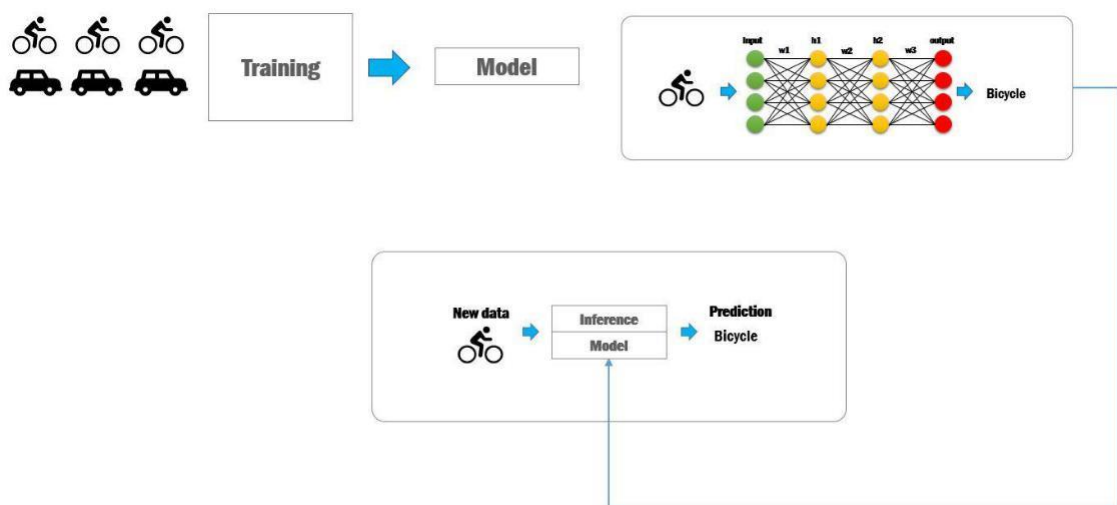 Training
Model
input
w1
h1
w2
h2
w3
output
Bicycle
New data
Inference
Model
Prediction
Bicycle